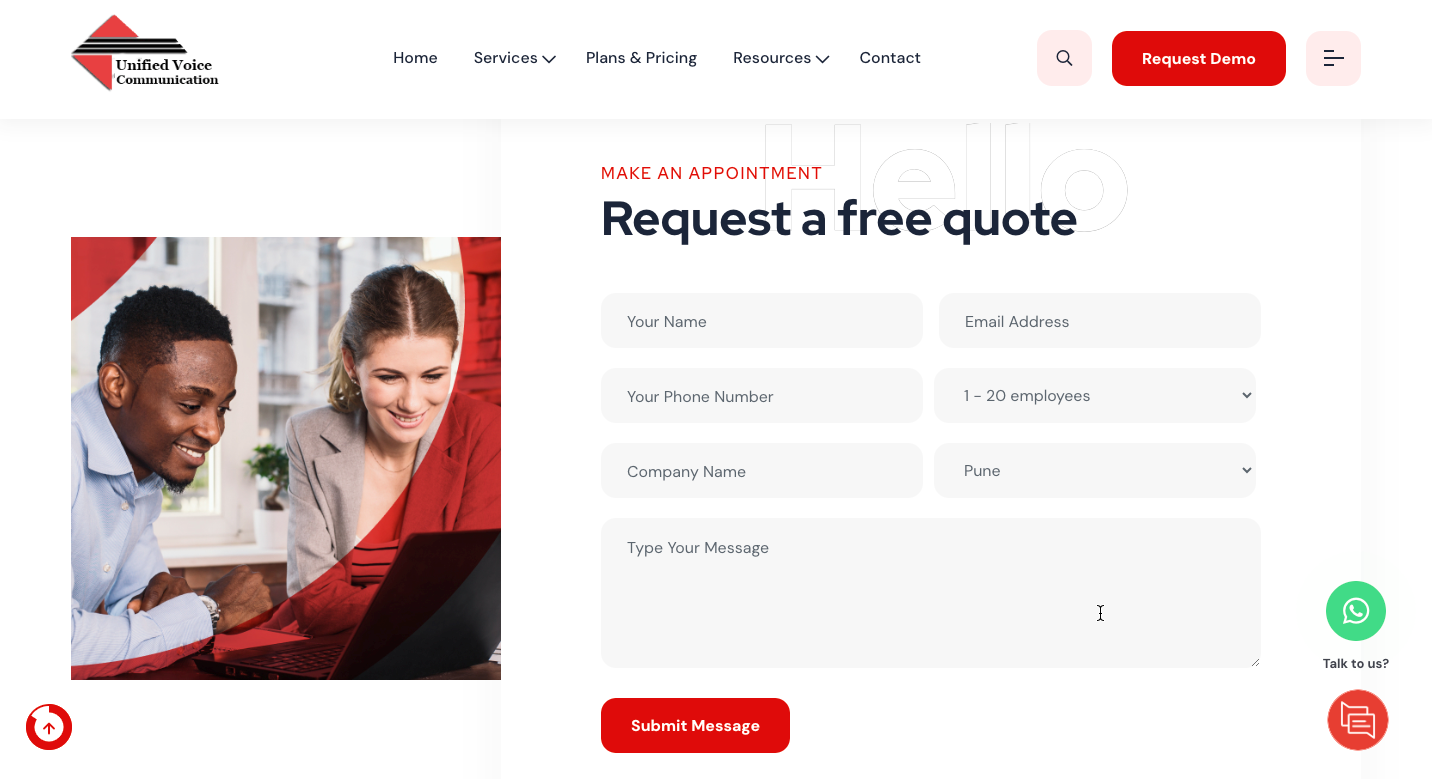 Unified Voice
Communication
Home
Services
Plans & Pricing
Resources
Contact
Request Demo
Hello
MAKE AN APPOINTMENT
Request a free quote
Your Name
Email Address
Your Phone Number
1 - 20 employees
Company Name
Pune
Type Your Message
Submit Message
Talk to us?